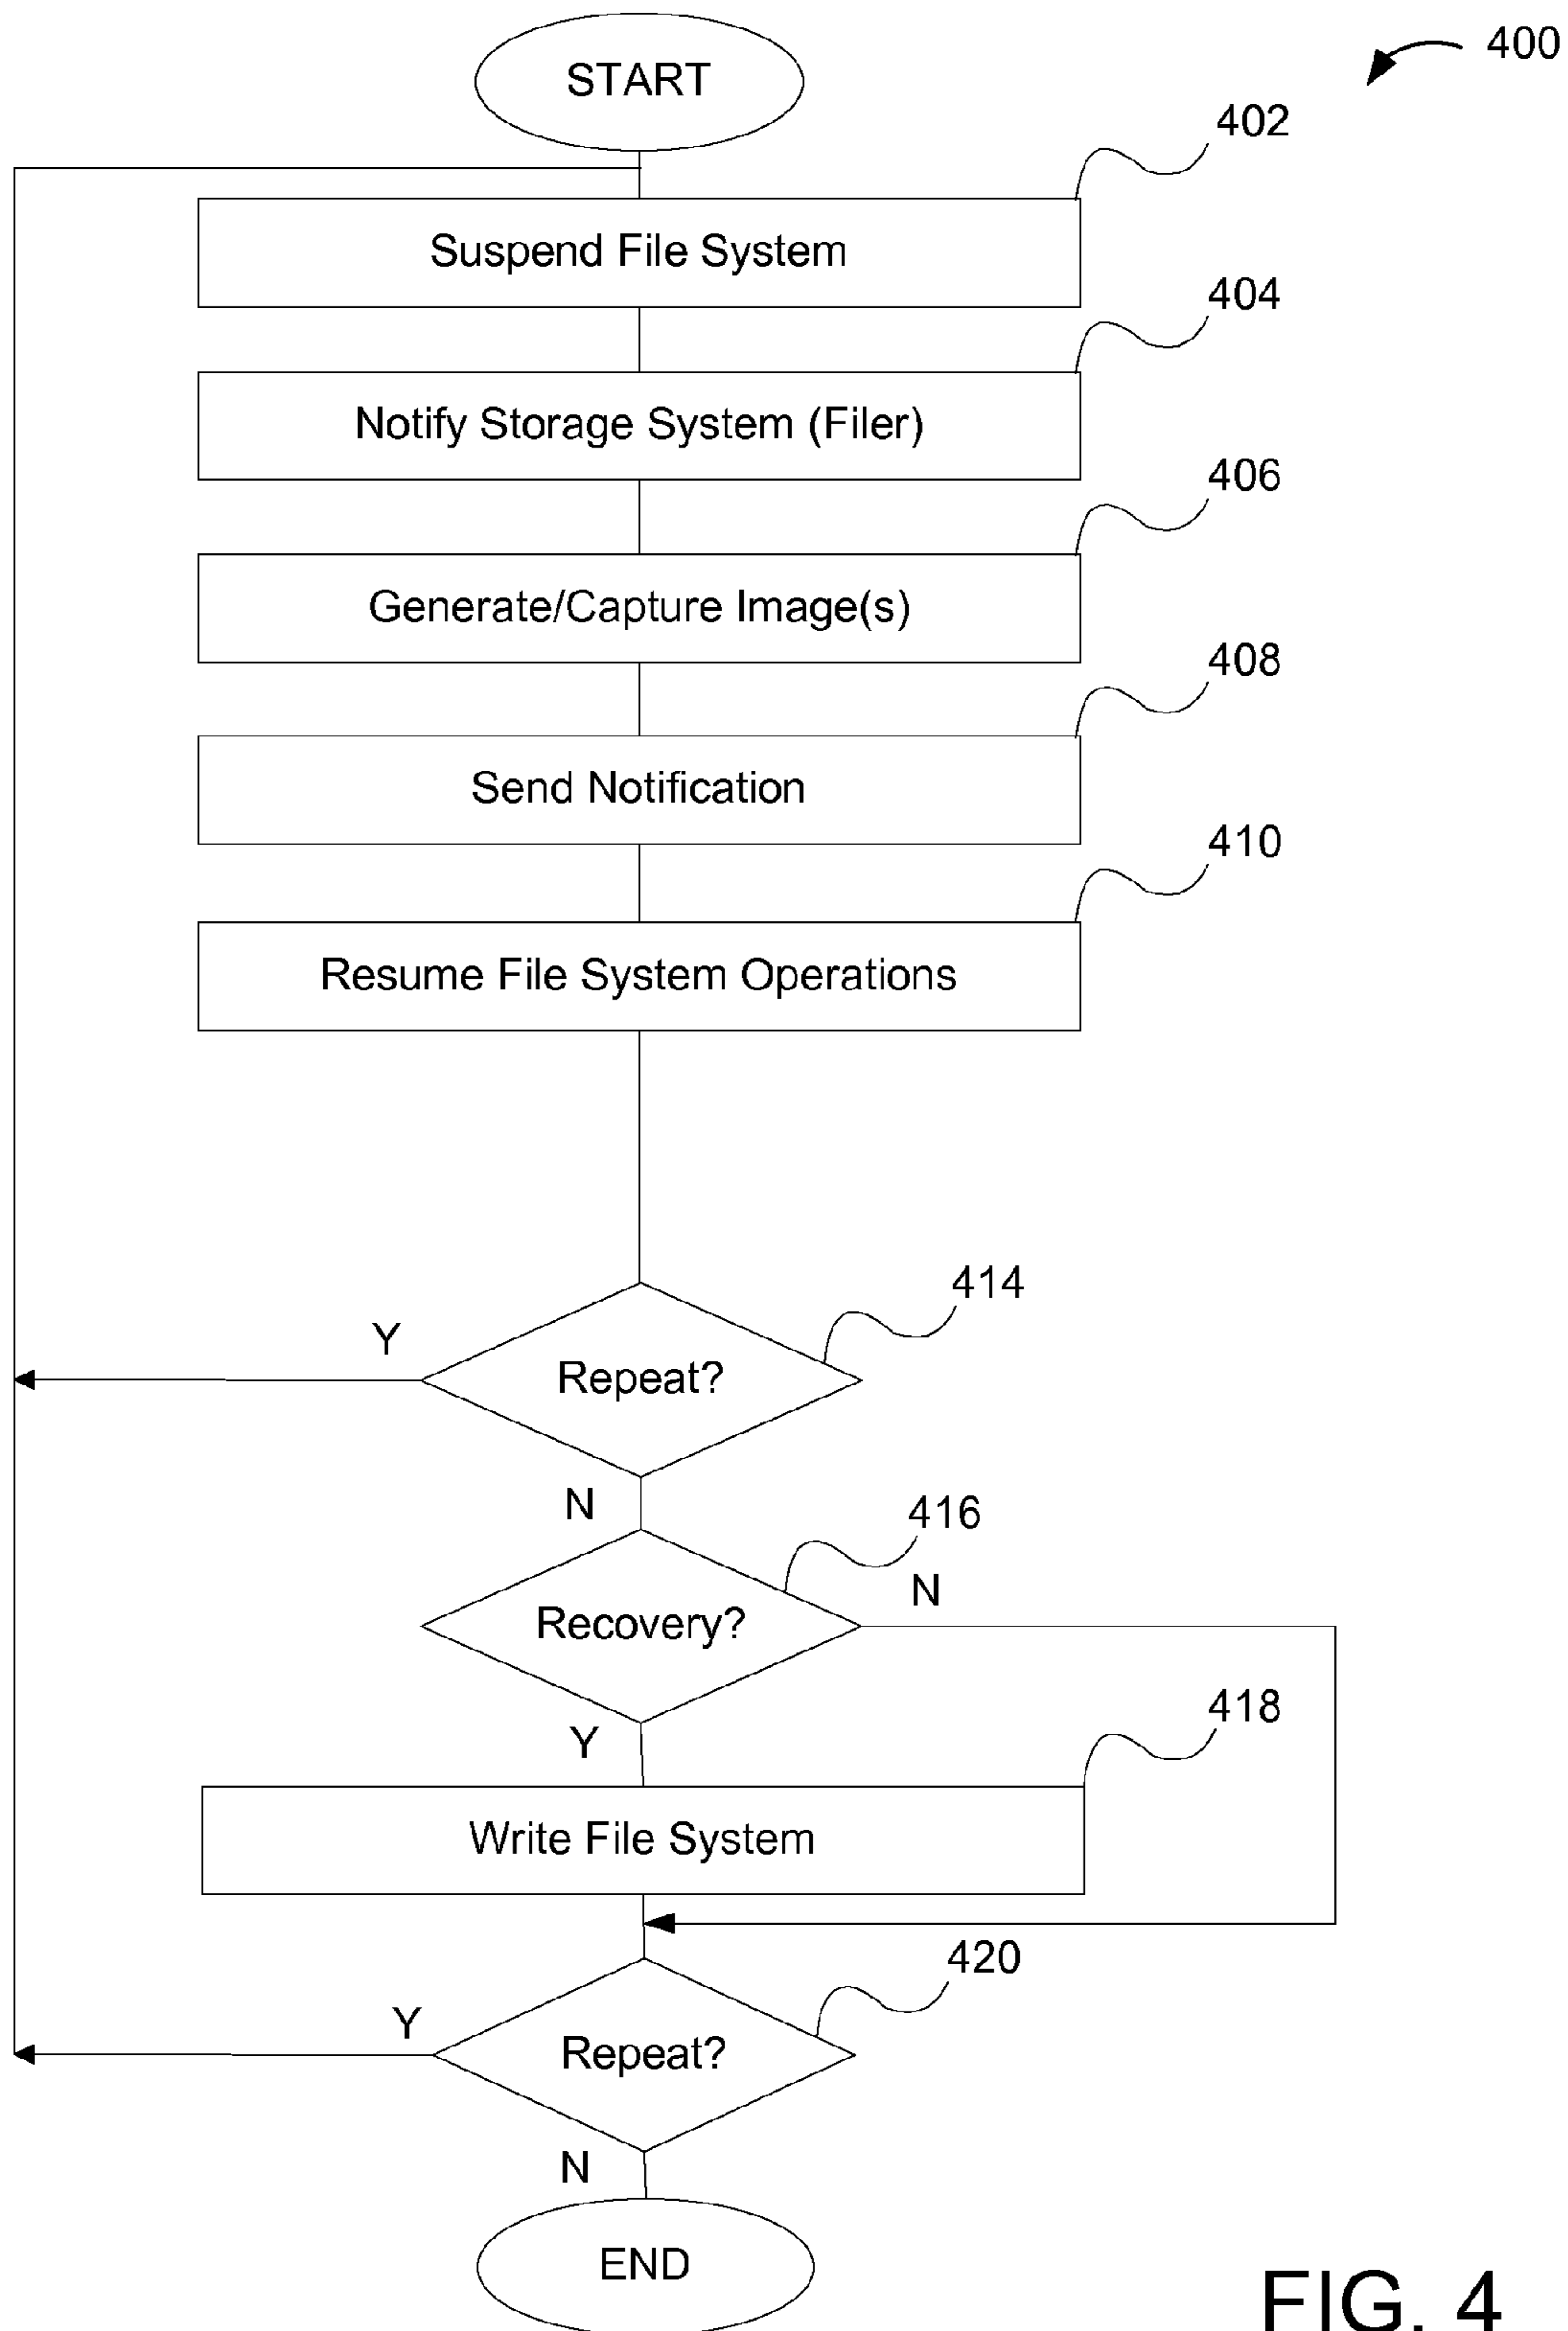 START
400
402
Suspend File System
404
Notify Storage System (Filer)
406
Generate/Capture Image(s)
408
Send Notification
410
Resume File System Operations
414
Y
Repeat?
N
416
N
Recovery?
Y
418
Write File System
420
Y
Repeat?
N
END
FIG. 4